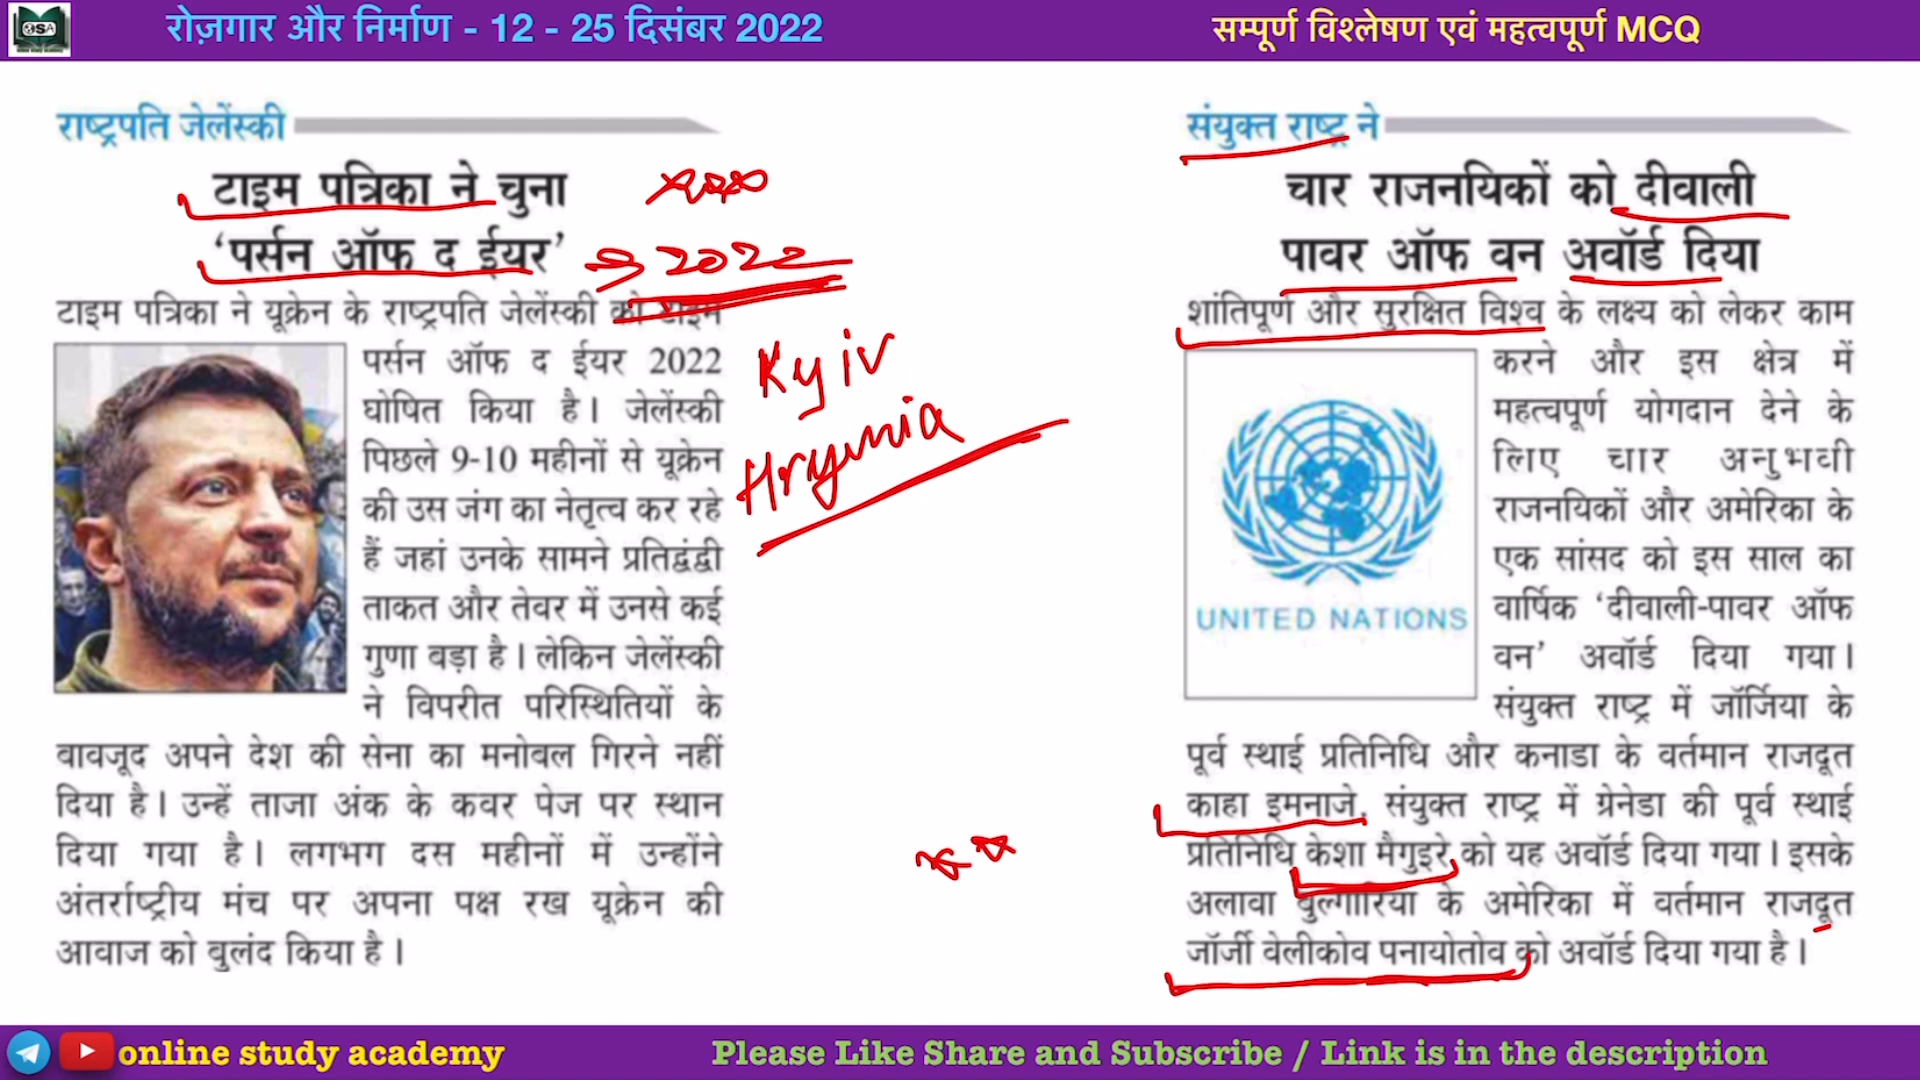 OSA
रोज़गार और निर्माण - 12 - 25 दिसंबर 2022
सम्पूर्ण विश्लेषण एवं महत्वपूर्ण MCQ
राष्ट्रपति जेलेंस्की
टाइम पत्रिका ने चुना
‘पर्सन ऑफ द ईयर’
→ 2022
टाइम पत्रिका ने यूक्रेन के राष्ट्रपति जेलेंस्की को टाइम
पर्सन ऑफ द ईयर 2022
घोषित किया है। जेलेंस्की
पिछले 9-10 महीनों से यूक्रेन
की उस जंग का नेतृत्व कर रहे
हैं जहां उनके सामने प्रतिद्वंद्वी
ताकत और तेवर में उनसे कई
गुणा बड़ा है। लेकिन जेलेंस्की
ने विपरीत परिस्थितियों के
बावजूद अपने देश की सेना का मनोबल गिरने नहीं
दिया है। उन्हें ताजा अंक के कवर पेज पर स्थान
दिया गया है। लगभग दस महीनों में उन्होंने
अंतर्राष्ट्रीय मंच पर अपना पक्ष रख यूक्रेन की
आवाज को बुलंद किया है।
Kyiv
संयुक्त राष्ट्र ने
चार राजनयिकों को दीवाली
पावर ऑफ वन अवॉर्ड दिया
शांतिपूर्ण और सुरक्षित विश्व के लक्ष्य को लेकर काम
करने और इस क्षेत्र में
महत्वपूर्ण योगदान देने के
लिए चार अनुभवी
राजनयिकों और अमेरिका के
एक सांसद को इस साल का
वार्षिक ‘दीवाली-पावर ऑफ
वन’ अवॉर्ड दिया गया।
संयुक्त राष्ट्र में जॉर्जिया के
पूर्व स्थाई प्रतिनिधि और कनाडा के वर्तमान राजदूत
काहा इमनाजे, संयुक्त राष्ट्र में ग्रेनेडा की पूर्व स्थाई
प्रतिनिधि केशा मैगुइरे को यह अवॉर्ड दिया गया। इसके
अलावा बुल्गारिया के अमेरिका में वर्तमान राजदूत
जॉर्जी वेलीकोव पनायोतोव को अवॉर्ड दिया गया है।
UNITED NATIONS
online study academy
Please Like Share and Subscribe / Link is in the description